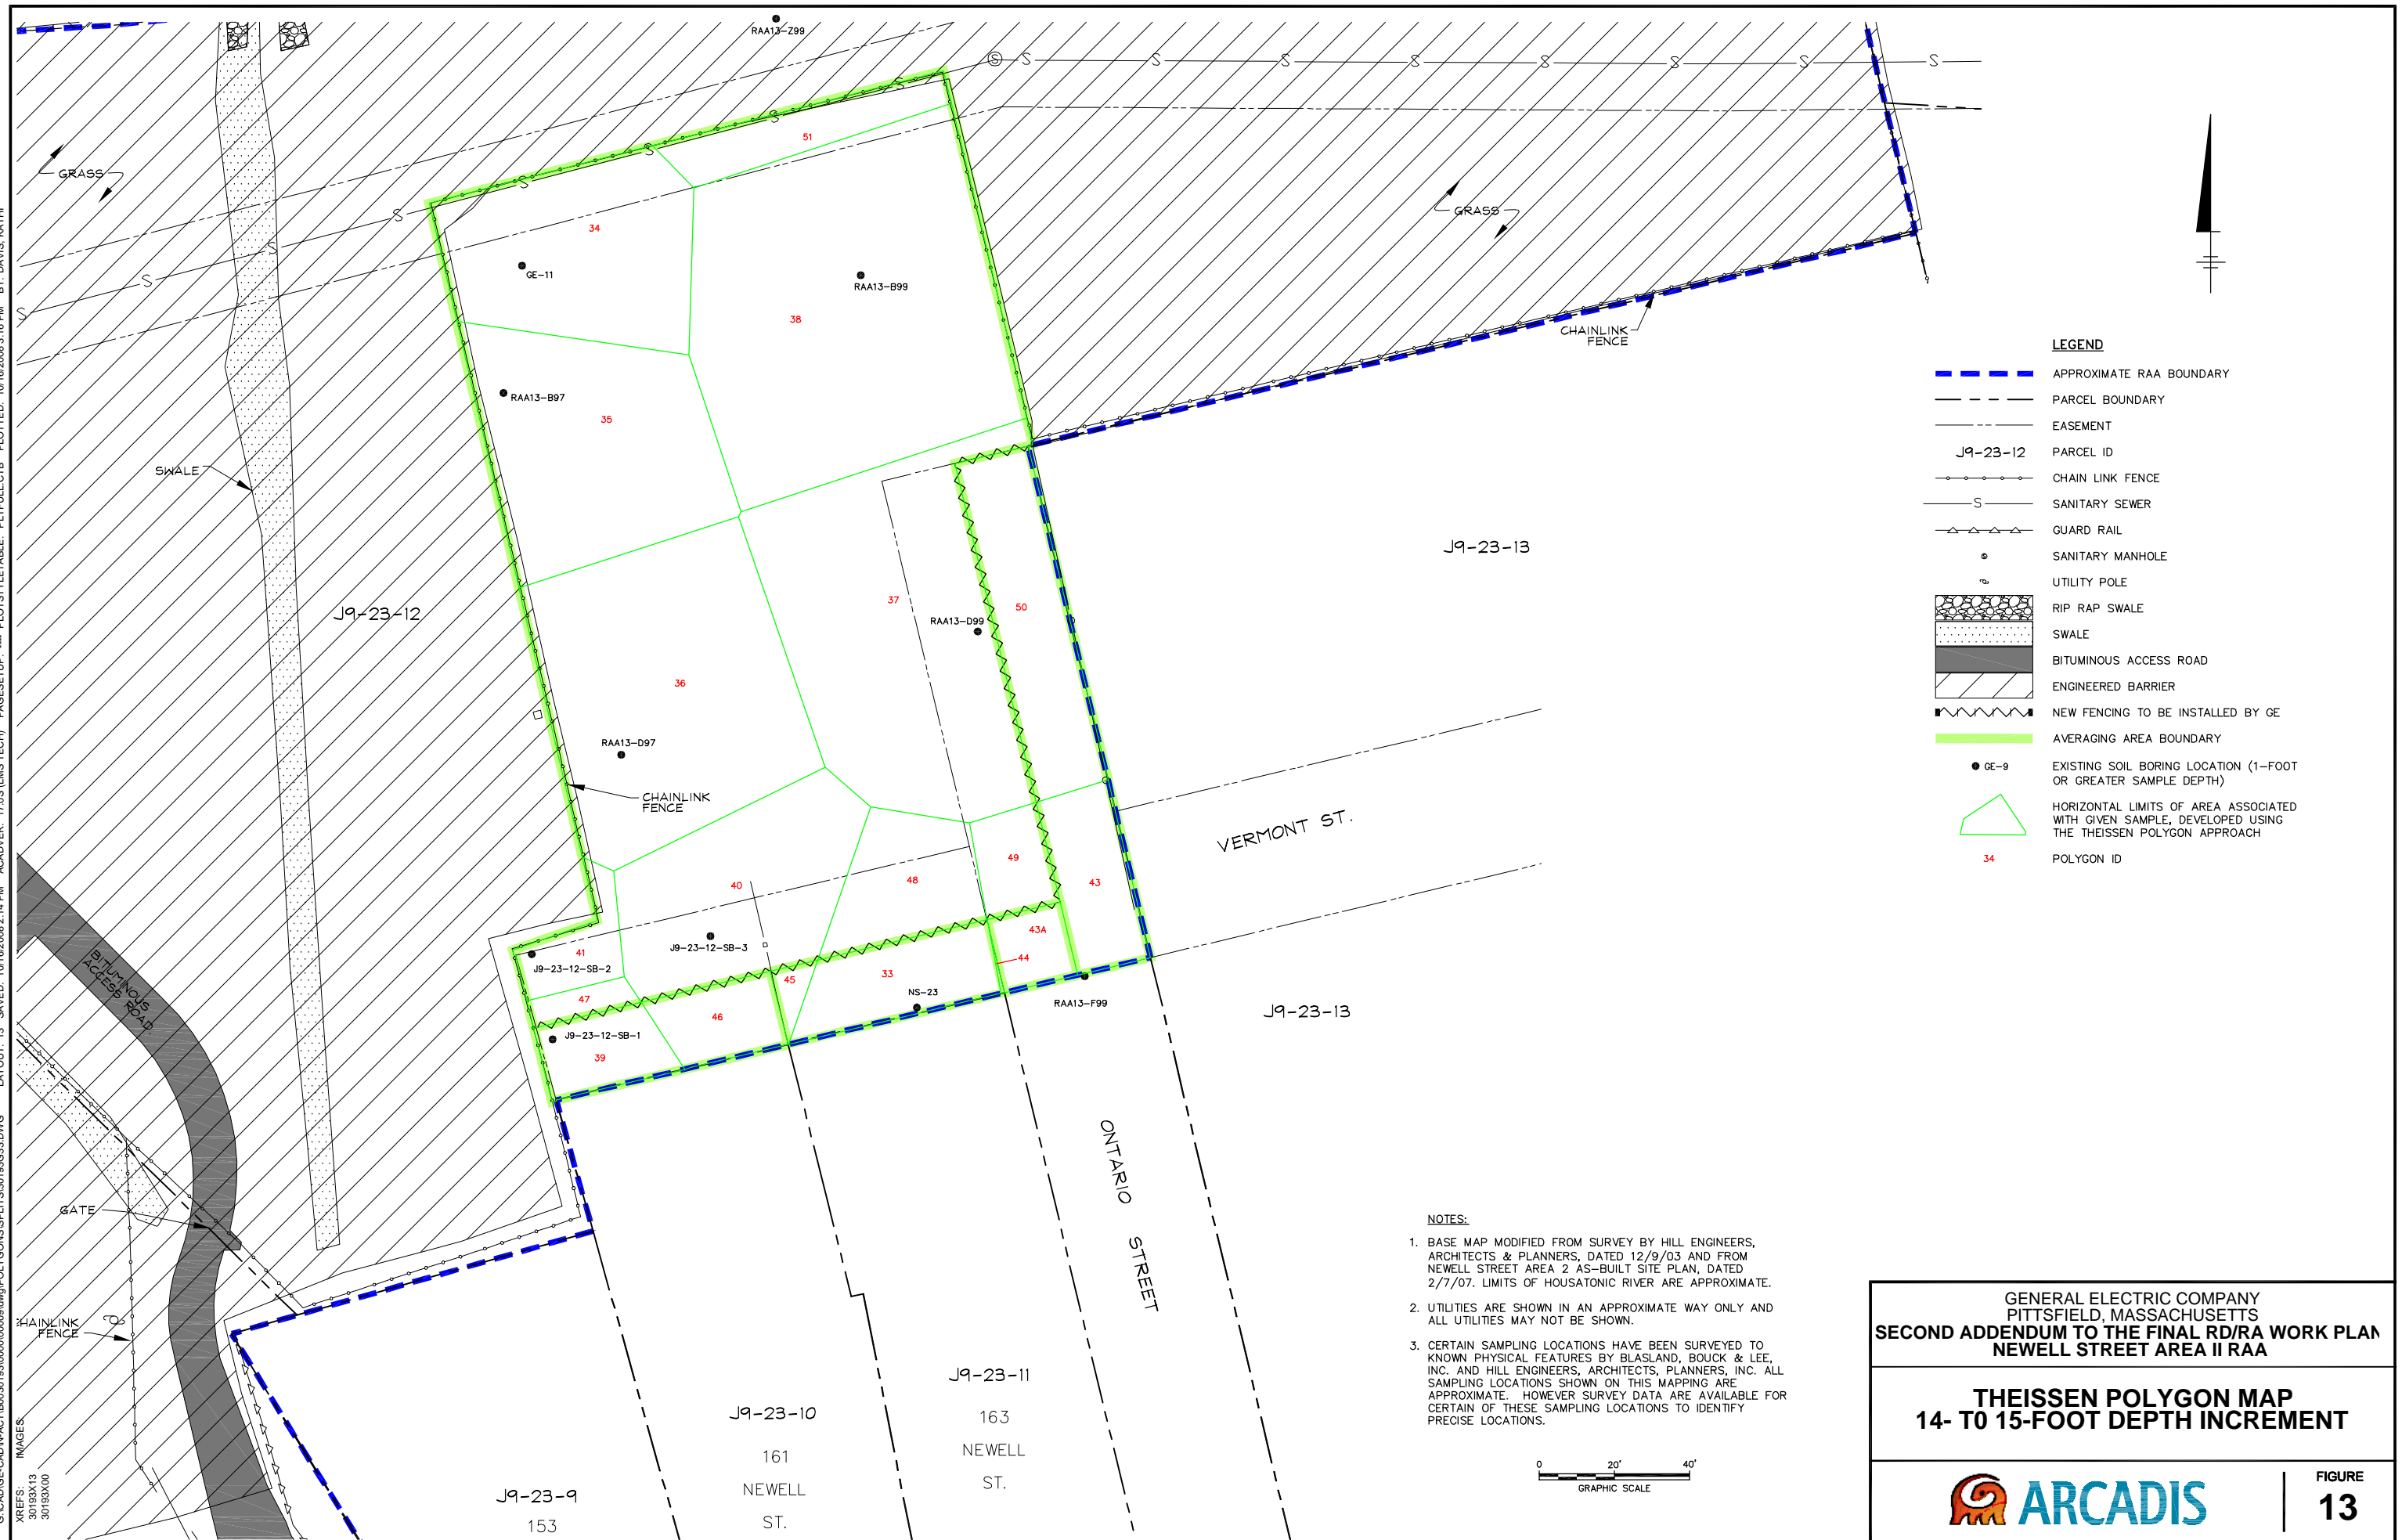 RAA13-Z99
S S S S S S S S
S
S
S
S
S
S
S
S
S
51
GRASS
34
GE-11
RAA13-B99
38
GRASS
CHAINLINK
FENCE
RAA13-B97
35
SWALE
J9-23-12
37
RAA13-D99
50
J9-23-13
36
RAA13-D97
CHAINLINK
FENCE
VERMONT ST.
49
43
40
48
43A
44
J9-23-12-SB-3
41
J9-23-12-SB-2
33
45
47
NS-23
RAA13-F99
46
J9-23-12-SB-1
39
J9-23-13
BITUMINOUS
ACCESS ROAD
ONTARIO STREET
GATE
CHAINLINK
FENCE
J9-23-9
153
J9-23-10
161
NEWELL
ST.
J9-23-11
163
NEWELL
ST.
LEGEND
APPROXIMATE RAA BOUNDARY
PARCEL BOUNDARY
EASEMENT
J9-23-12 PARCEL ID
CHAIN LINK FENCE
S SANITARY SEWER
GUARD RAIL
SANITARY MANHOLE
UTILITY POLE
RIP RAP SWALE
SWALE
BITUMINOUS ACCESS ROAD
ENGINEERED BARRIER
NEW FENCING TO BE INSTALLED BY GE
AVERAGING AREA BOUNDARY
GE-9 EXISTING SOIL BORING LOCATION (1-FOOT
OR GREATER SAMPLE DEPTH)
HORIZONTAL LIMITS OF AREA ASSOCIATED
WITH GIVEN SAMPLE, DEVELOPED USING
THE THEISSEN POLYGON APPROACH
34 POLYGON ID
NOTES:
1. BASE MAP MODIFIED FROM SURVEY BY HILL ENGINEERS,
ARCHITECTS & PLANNERS, DATED 12/9/03 AND FROM
NEWELL STREET AREA 2 AS-BUILT SITE PLAN, DATED
2/7/07. LIMITS OF HOUSATONIC RIVER ARE APPROXIMATE.
2. UTILITIES ARE SHOWN IN AN APPROXIMATE WAY ONLY AND
ALL UTILITIES MAY NOT BE SHOWN.
3. CERTAIN SAMPLING LOCATIONS HAVE BEEN SURVEYED TO
KNOWN PHYSICAL FEATURES BY BLASLAND, BOUCK & LEE,
INC. AND HILL ENGINEERS, ARCHITECTS, PLANNERS, INC. ALL
SAMPLING LOCATIONS SHOWN ON THIS MAPPING ARE
APPROXIMATE. HOWEVER SURVEY DATA ARE AVAILABLE FOR
CERTAIN OF THESE SAMPLING LOCATIONS TO IDENTIFY
PRECISE LOCATIONS.
0 20' 40'
GRAPHIC SCALE
GENERAL ELECTRIC COMPANY
PITTSFIELD, MASSACHUSETTS
SECOND ADDENDUM TO THE FINAL RD/RA WORK PLAN
NEWELL STREET AREA II RAA
THEISSEN POLYGON MAP
14- T0 15-FOOT DEPTH INCREMENT
ARCADIS
FIGURE
13
XREFS: IMAGES:
30193X13
30193X00